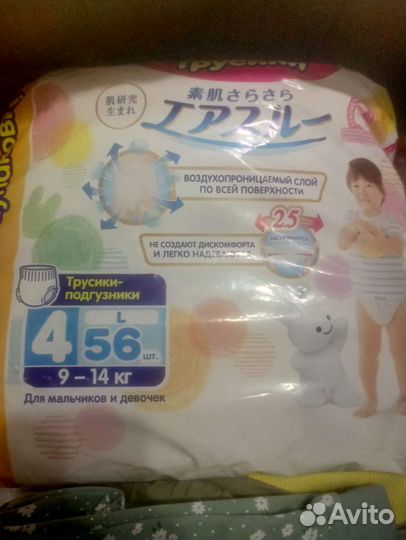 Трусики
肌研究
生まれ
素肌さらさら
エアスルー
ВОЗДУХОПРОНИЦАЕМЫЙ СЛОЙ
ПО ВСЕЙ ПОВЕРХНОСТИ
2.5
НЕ СОЗДАЮТ ДИСКОМФОРТА
И ЛЕГКО НАДЕВАЮТСЯ
Трусики-
подгузники
4
L
56 шт.
9 – 14 кг
Для мальчиков и девочек
Avito